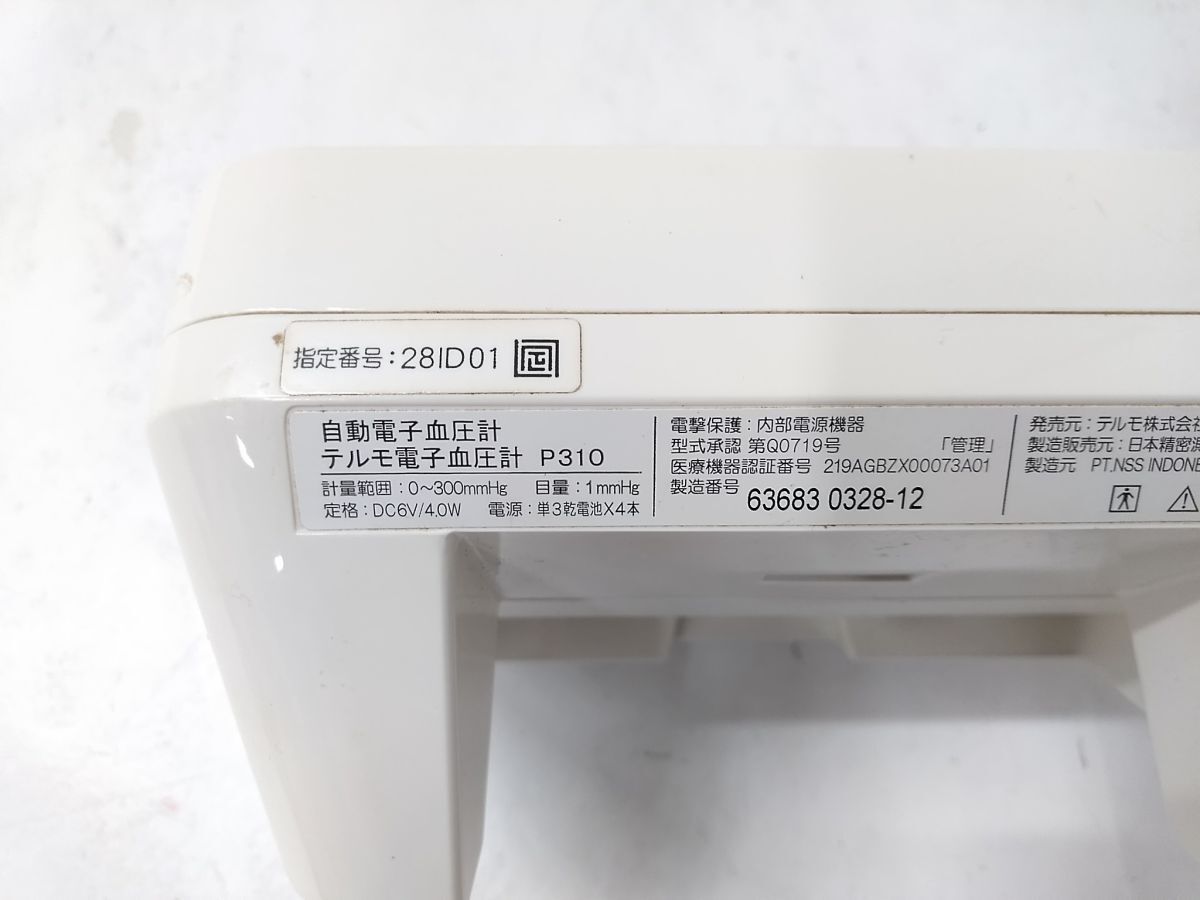 指定番号：28ID01
自動電子血圧計
テルモ電子血圧計 P310
計量範囲：0～300mmHg 目量：1mmHg
定格：DC6V/4.0W 電源：単3乾電池X4本
電撃保護：内部電源機器
型式承認 第Q0719号 「管理」
医療機器認証番号 219AGBZX00073A01
製造番号 63683 0328-12
発売元：テルモ株式会社
製造販売元：日本精密測
製造元 PT,NSS INDONE